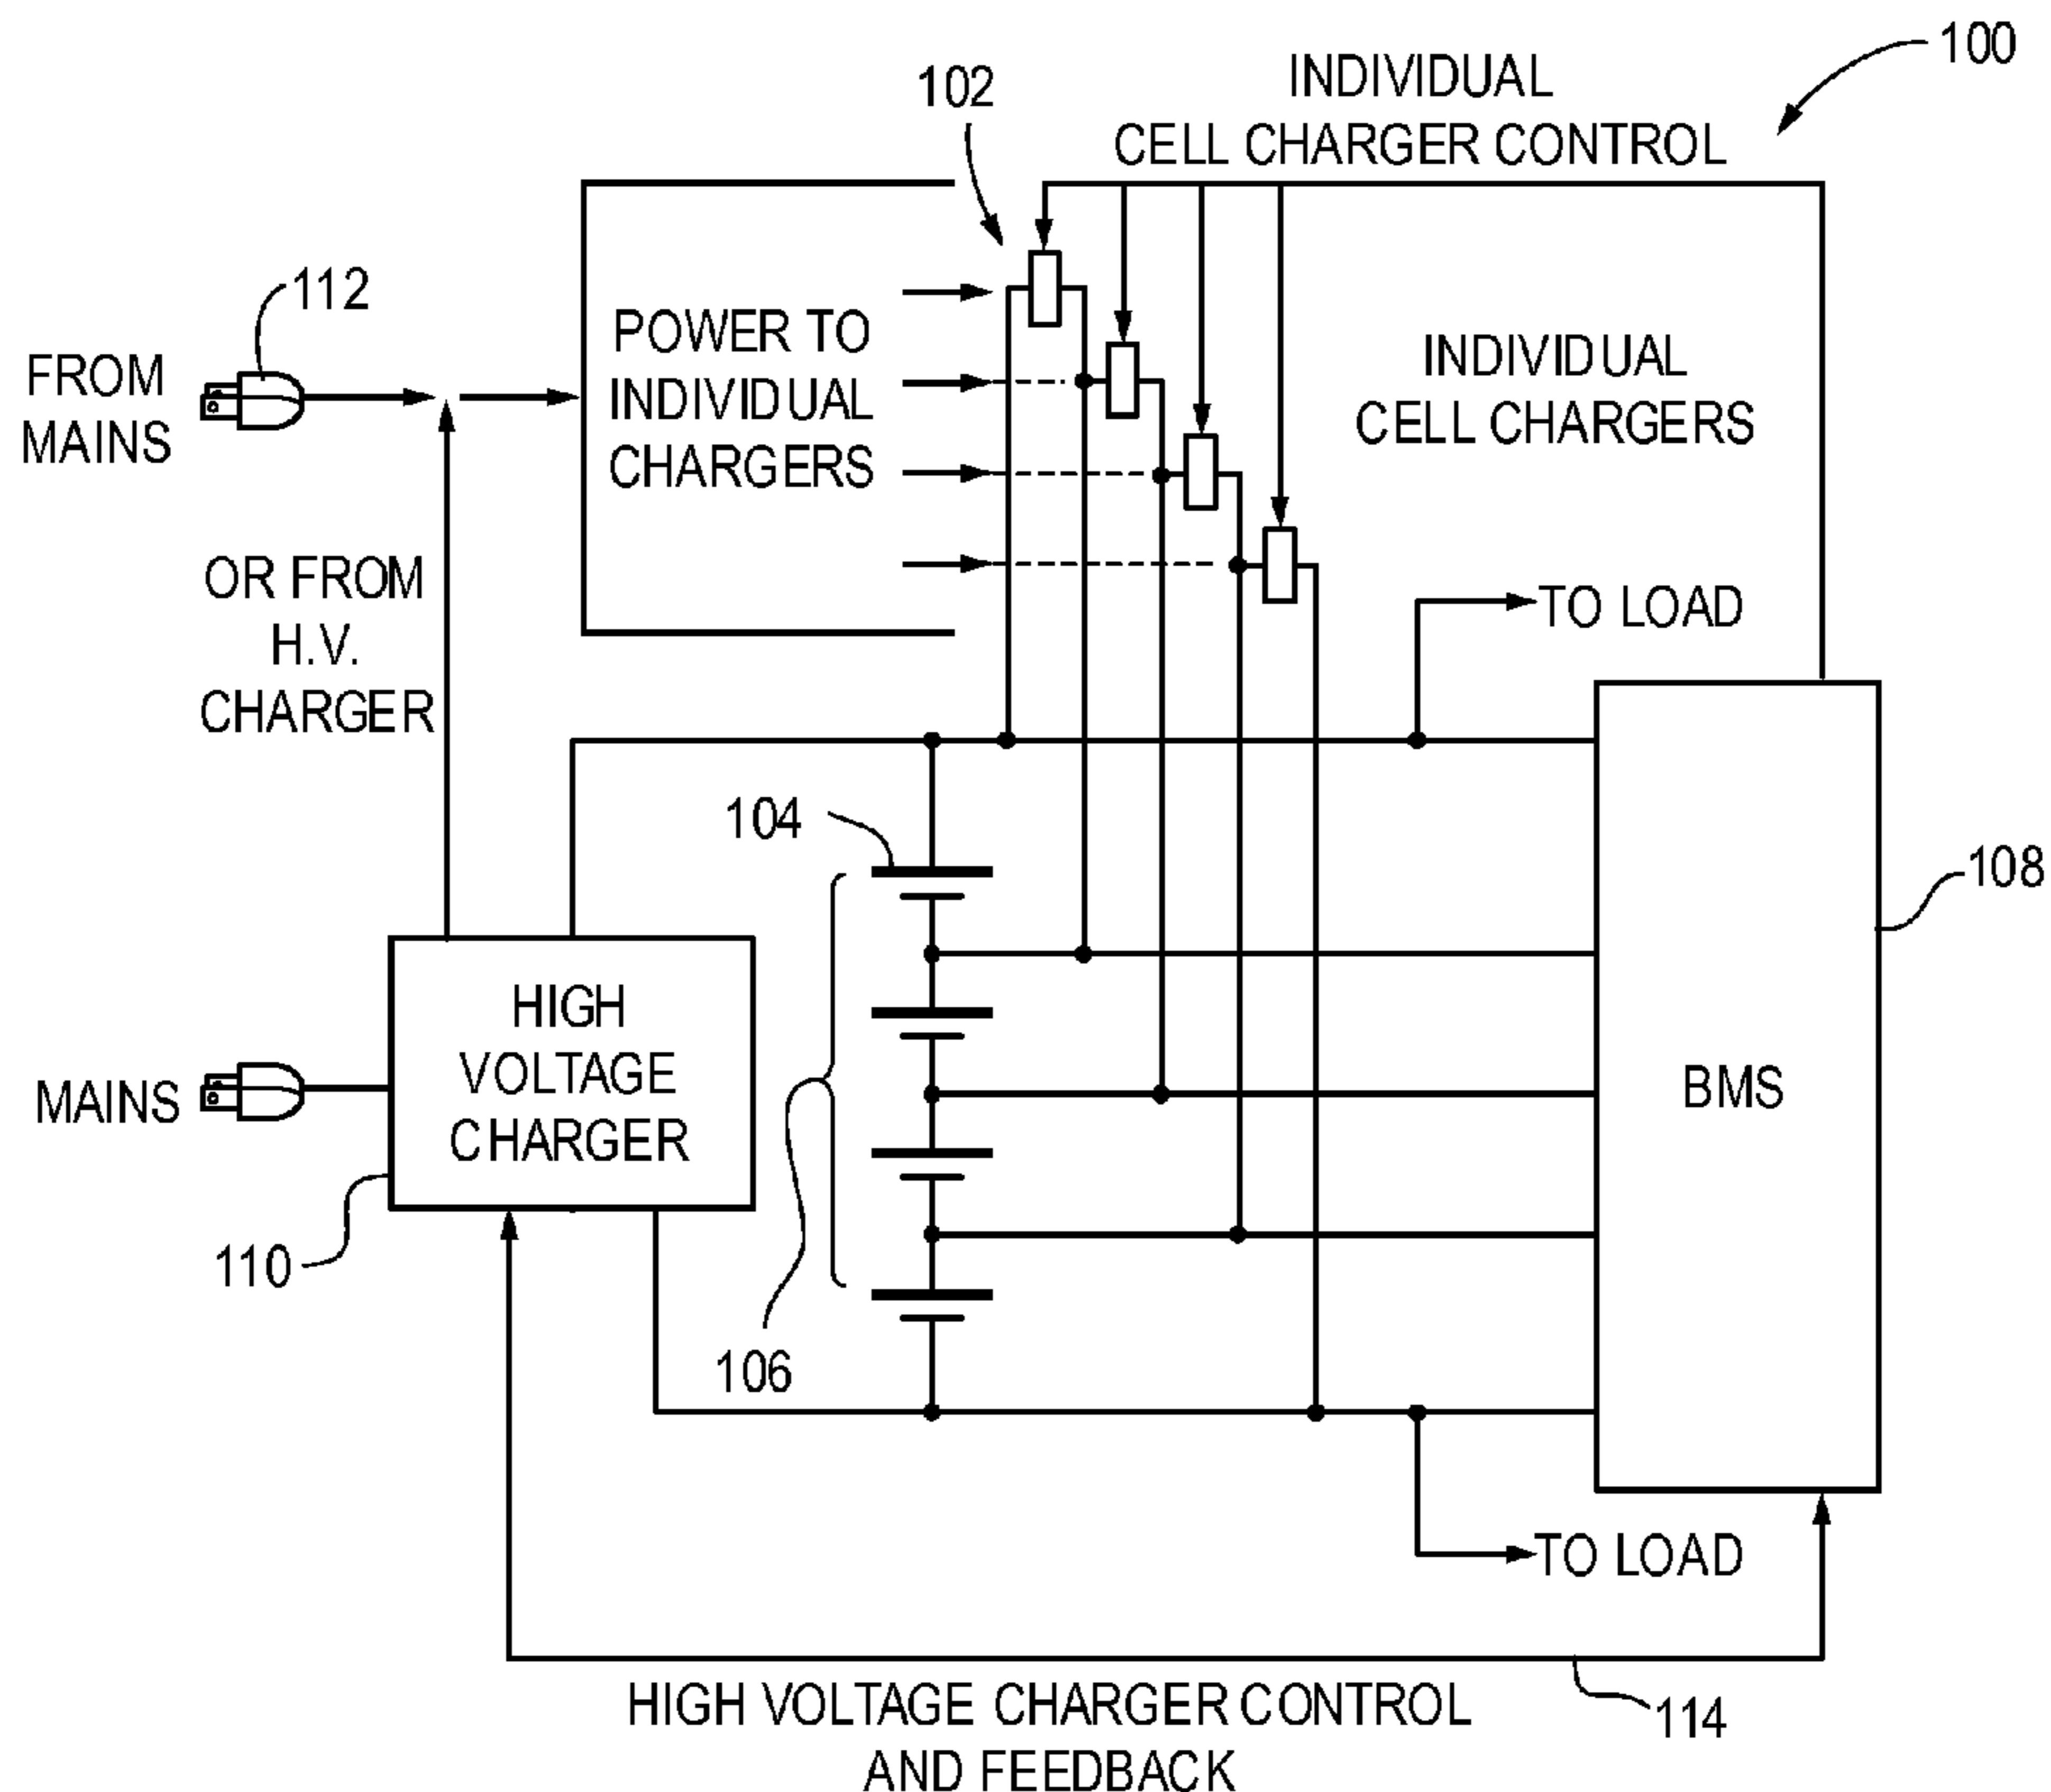 100
102
INDIVIDUAL
CELL CHARGER CONTROL
112
FROM
MAINS
POWER TO
INDIVIDUAL
CHARGERS
INDIVIDUAL
CELL CHARGERS
OR FROM
H.V.
CHARGER
TO LOAD
104
108
HIGH
VOLTAGE
CHARGER
MAINS
BMS
110
106
TO LOAD
HIGH VOLTAGE CHARGER CONTROL
AND FEEDBACK
114